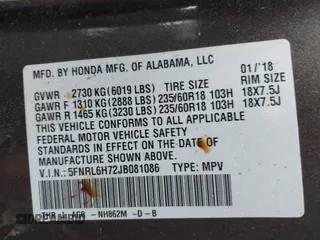 MFD. BY HONDA MFG. OF ALABAMA, LLC
01/'18
GVWR 2730 KG(6019 LBS) TIRE SIZE RIM SIZE
GAWR F 1310 KG(2888 LBS) 235/60R18 103H 18X7.5J
GAWR R 1465 KG(3230 LBS) 235/60R18 103H 18X7.5J
THIS VEHICLE CONFORMS TO ALL APPLICABLE
FEDERAL MOTOR VEHICLE SAFETY
STANDARDS IN EFFECT ON THE DATE OF
MANUFACTURE SHOWN ABOVE.
V.I.N.: 5FNRL6H72JB081086 TYPE: MPV
NH862M -D-B